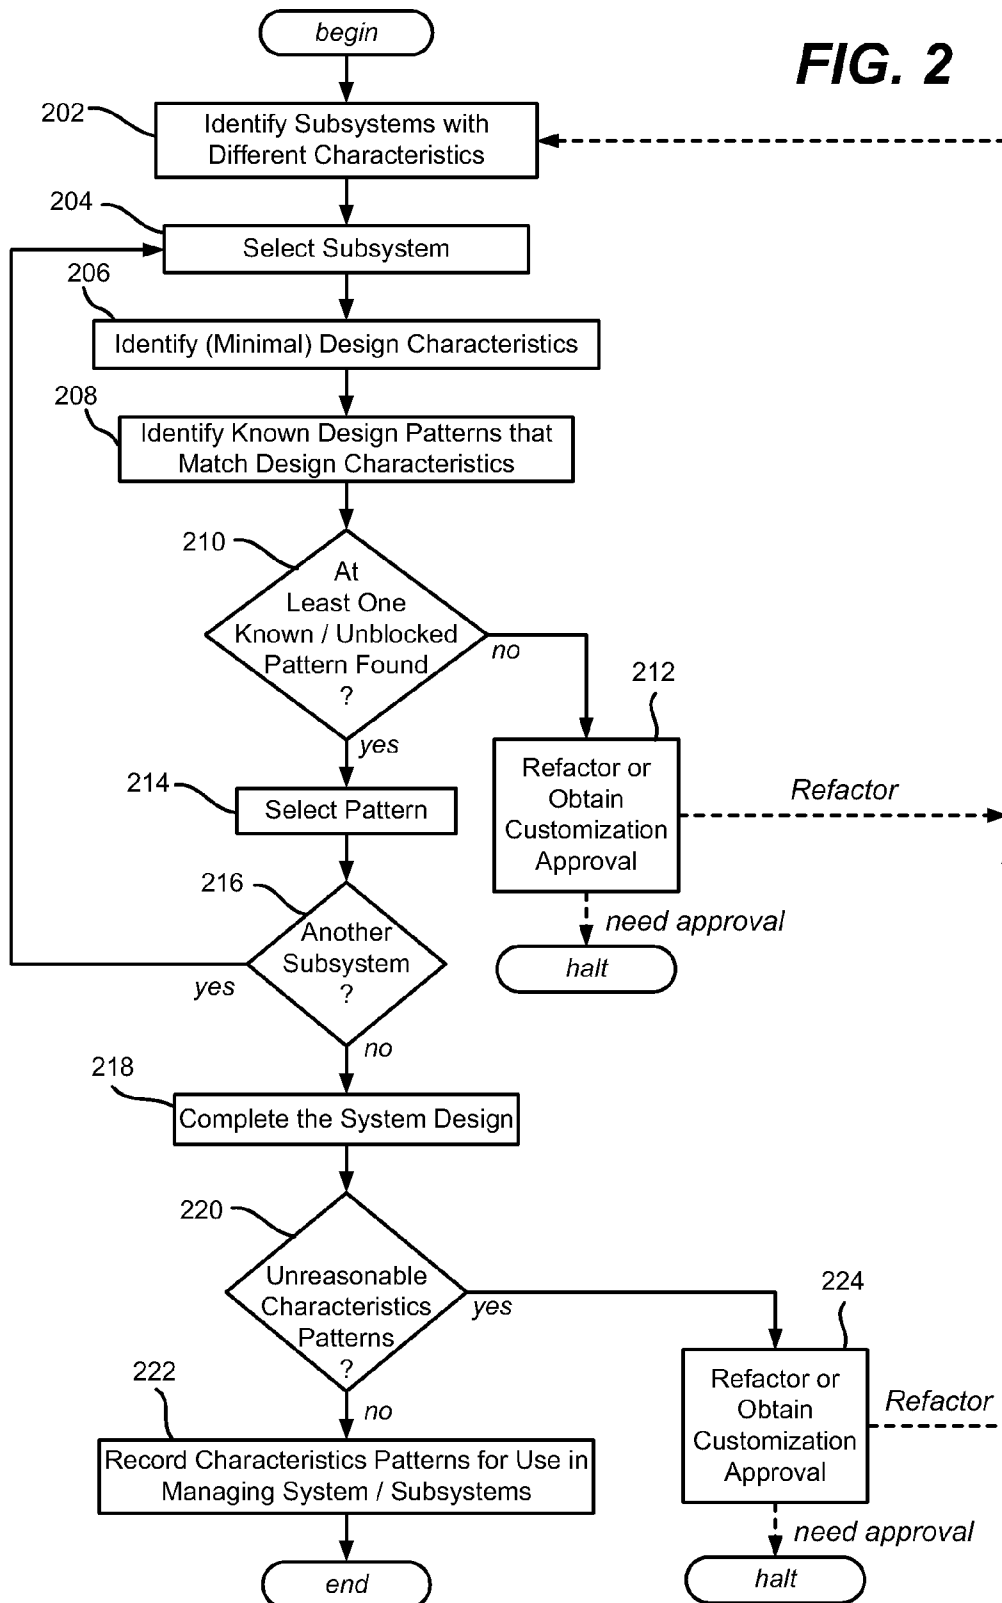 begin
FIG. 2
202
Identify Subsystems with
Different Characteristics
204
Select Subsystem
206
Identify (Minimal) Design Characteristics
208
Identify Known Design Patterns that
Match Design Characteristics
210
At
Least One
Known / Unblocked
Pattern Found
?
no
yes
212
Refactor or
Obtain
Customization
Approval
Refactor
need approval
halt
214
Select Pattern
216
Another
Subsystem
?
yes
no
218
Complete the System Design
220
Unreasonable
Characteristics
Patterns
?
yes
no
224
Refactor or
Obtain
Customization
Approval
Refactor
need approval
halt
222
Record Characteristics Patterns for Use in
Managing System / Subsystems
end